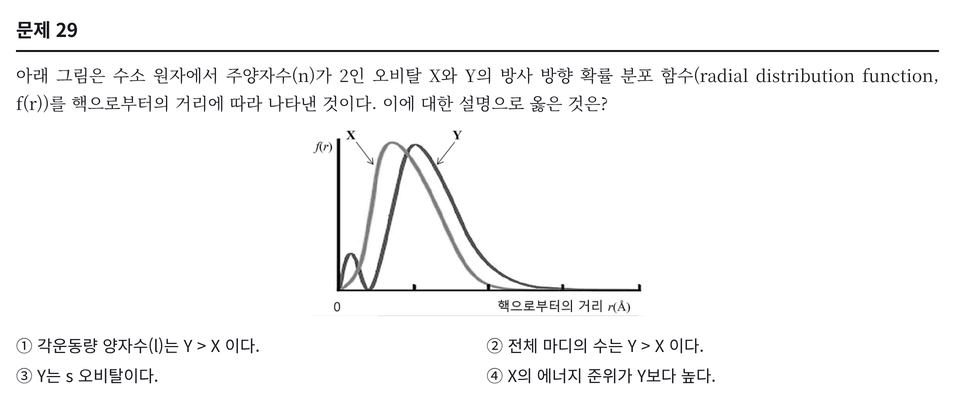 문제 29
아래 그림은 수소 원자에서 주양자수(n)가 2인 오비탈 X와 Y의 방사 방향 확률 분포 함수(radial distribution function,
f(r))를 핵으로부터의 거리에 따라 나타낸 것이다. 이에 대한 설명으로 옳은 것은?
X
Y
f(r)
0
핵으로부터의 거리 r(Å)
① 각운동량 양자수(l)는 Y > X 이다.
② 전체 마디의 수는 Y > X 이다.
③ Y는 s 오비탈이다.
④ X의 에너지 준위가 Y보다 높다.